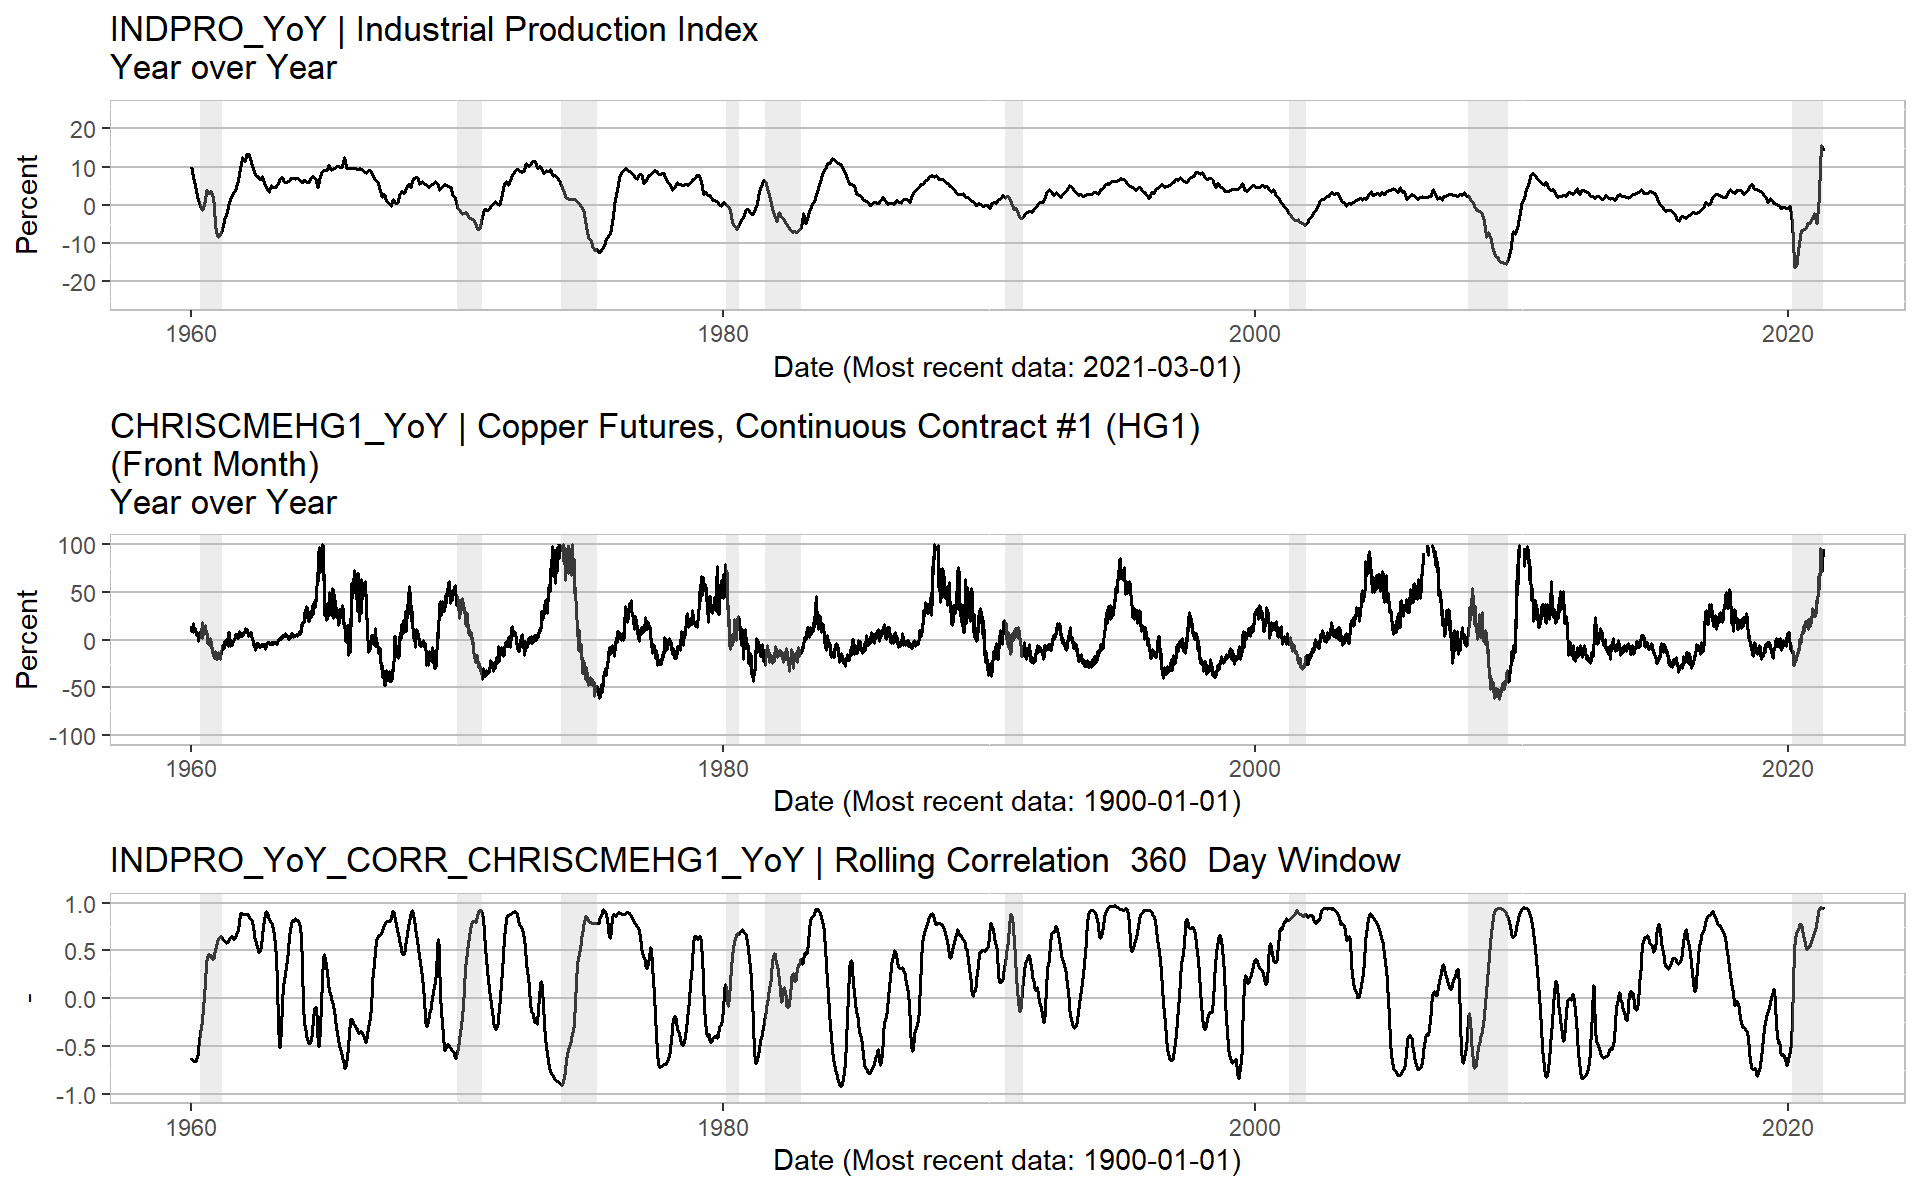 INDPRO_YoY | Industrial Production Index
Year over Year
Percent
20
10
0
-10
-20
1960
1980
2000
2020
Date (Most recent data: 2021-03-01)
CHRISCMEHG1_YoY | Copper Futures, Continuous Contract #1 (HG1)
(Front Month)
Year over Year
Percent
100
50
0
-50
-100
1960
1980
2000
2020
Date (Most recent data: 1900-01-01)
INDPRO_YoY_CORR_CHRISCMEHG1_YoY | Rolling Correlation  360  Day Window
-
1.0
0.5
0.0
-0.5
-1.0
1960
1980
2000
2020
Date (Most recent data: 1900-01-01)